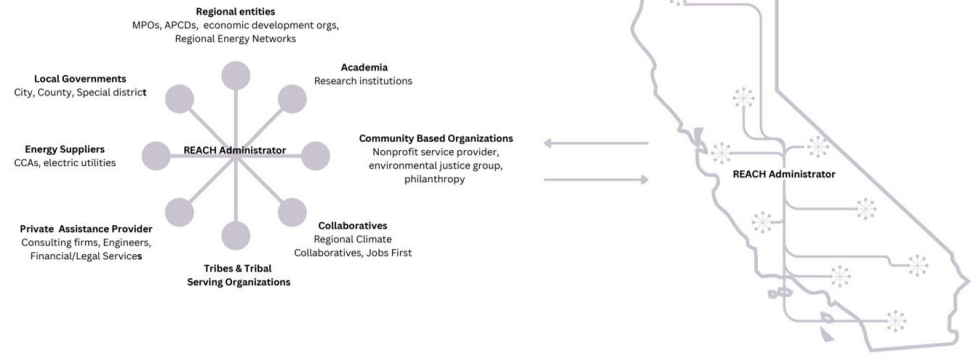 Regional entities
MPOs, APCDs, economic development orgs,
Regional Energy Networks
Academia
Research institutions
Local Governments
City, County, Special district
Energy Suppliers
CCAs, electric utilities
REACH Administrator
Community Based Organizations
Nonprofit service provider,
environmental justice group,
philanthropy
Private Assistance Provider
Consulting firms, Engineers,
Financial/Legal Services
Collaboratives
Regional Climate
Collaboratives, Jobs First
Tribes & Tribal
Serving Organizations
REACH Administrator